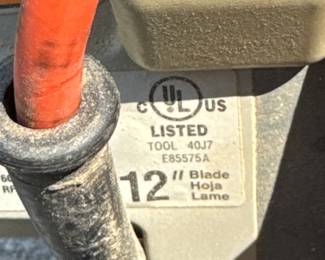 C UL US
LISTED
TOOL 40J7
E85575A
12" Blade
Hoja
Lame